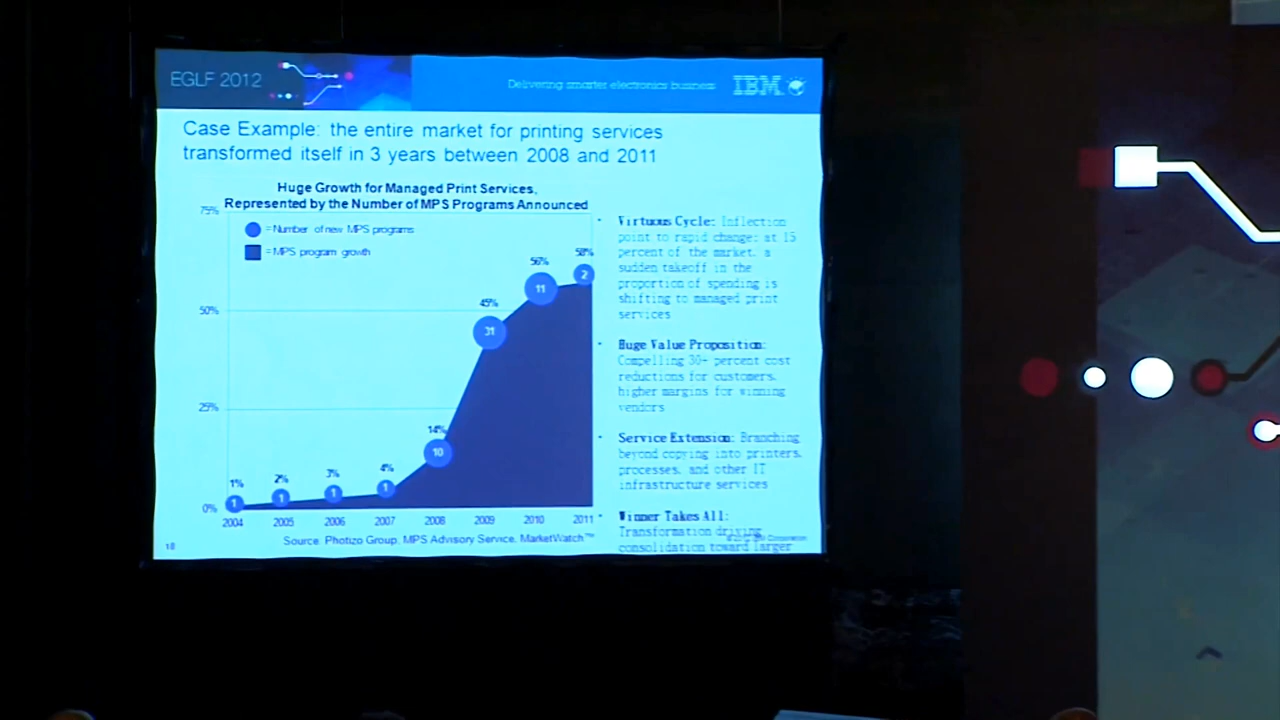 EGLF 2012
Delivering smarter electronics business
IBM
Case Example: the entire market for printing services
transformed itself in 3 years between 2008 and 2011
Huge Growth for Managed Print Services,
Represented by the Number of MPS Programs Announced
75%
= Number of new MPS programs
= MPS program growth
50%
25%
0%
1%
2%
3%
4%
14%
45%
56%
58%
1
1
1
1
10
31
11
2
2004
2005
2006
2007
2008
2009
2010
2011
Source: Photizo Group, MPS Advisory Service, MarketWatch™
• Virtuous Cycle: Inflection
point to rapid change: at 15
percent of the market, a
sudden takeoff in the
proportion of spending is
shifting to managed print
services
• Huge Value Proposition:
Compelling 30+ percent cost
reductions for customers,
higher margins for winning
vendors
• Service Extension: Branching
beyond copying into printers,
processes, and other IT
infrastructure services
• Winner Takes All:
Transformation driving
consolidation toward larger
18
IBM Corporation